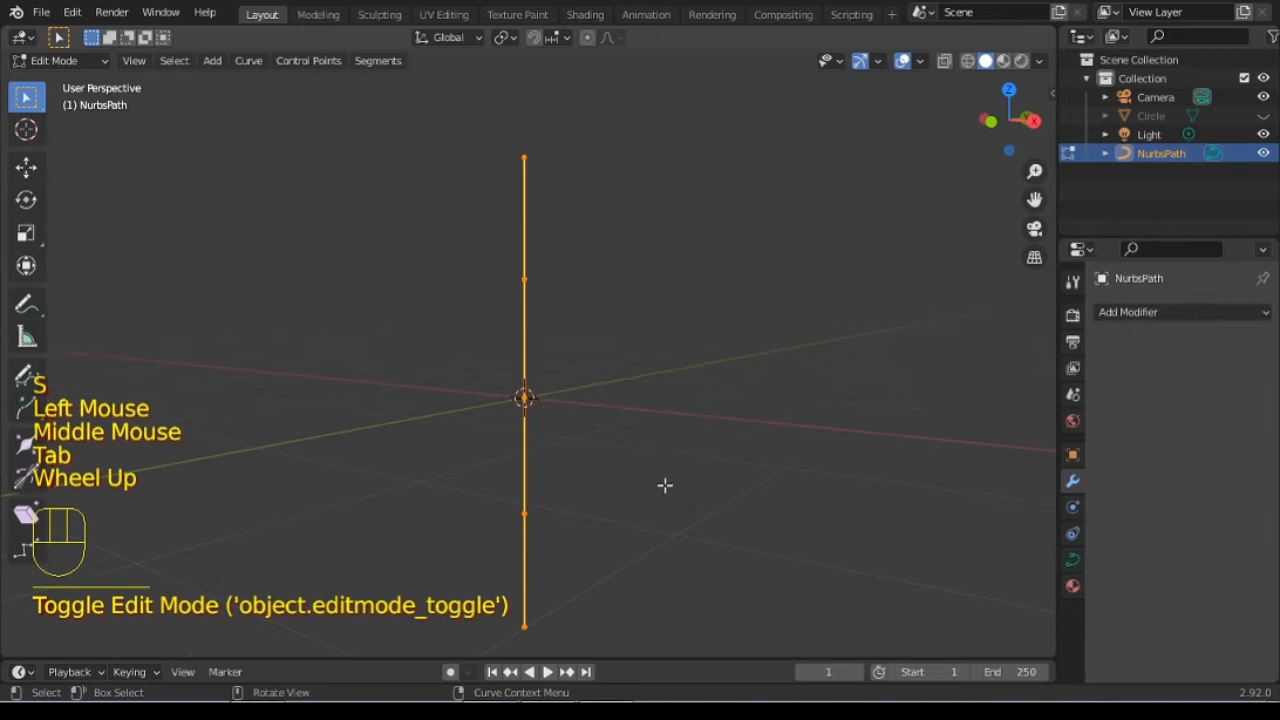 File Edit Render Window Help Layout Modeling Sculpting UV Editing Texture Paint Shading Animation Rendering Compositing Scripting + Scene View Layer
Global
Edit Mode View Select Add Curve Control Points Segments
User Perspective
(1) NurbsPath
Z
X
Scene Collection
Collection
Camera
Circle
Light
NurbsPath
NurbsPath
Add Modifier
S
Left Mouse
Middle Mouse
Tab
Wheel Up
Toggle Edit Mode ('object.editmode_toggle')
Playback Keying View Marker 1 Start 1 End 250
Select Box Select Rotate View Curve Context Menu 2.92.0